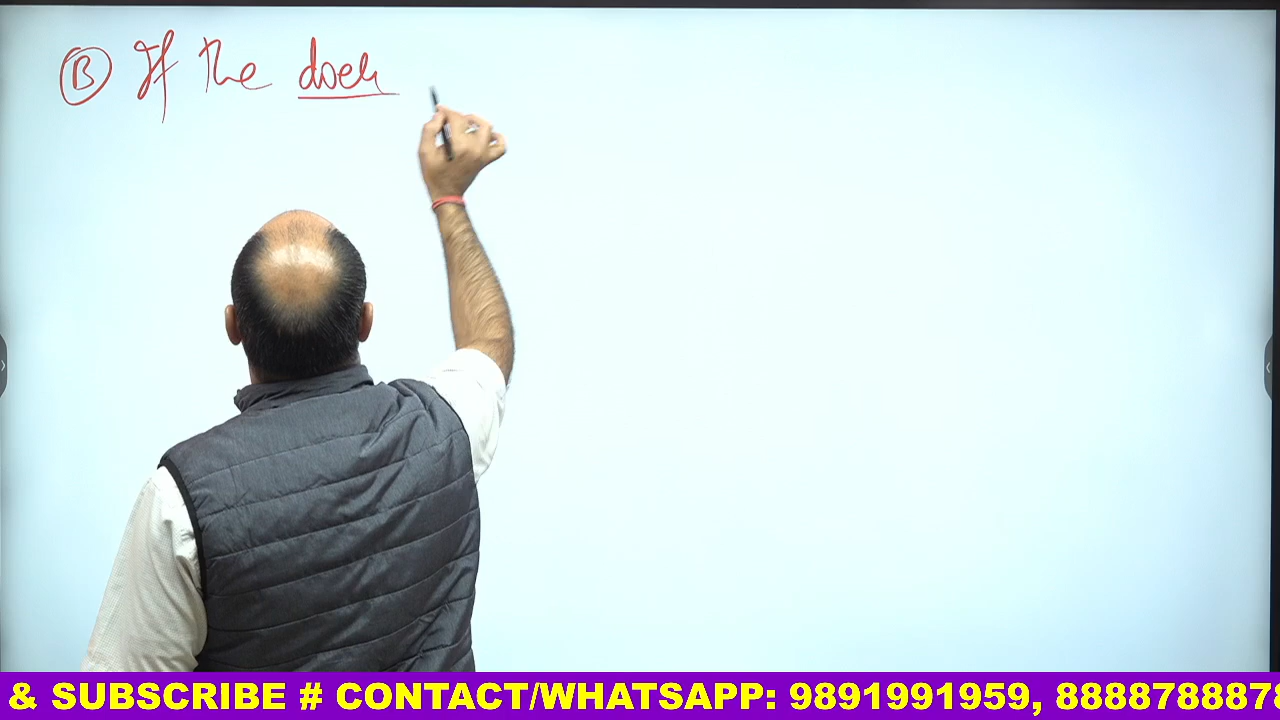 Ⓑ If the doer
& SUBSCRIBE # CONTACT/WHATSAPP: 9891991959, 888878887